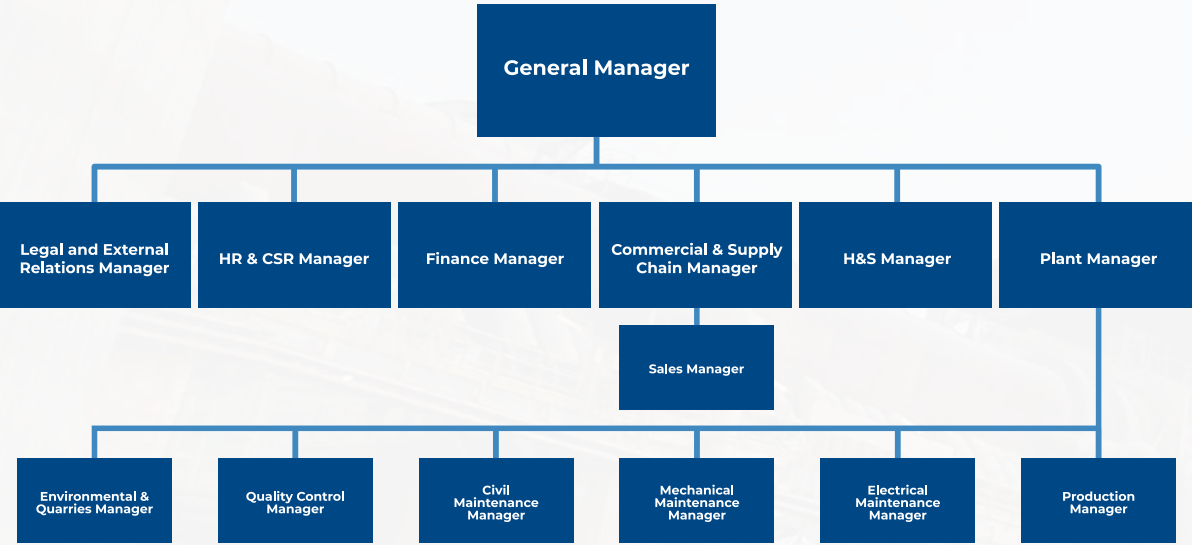 General Manager
Legal and External
Relations Manager
HR & CSR Manager
Finance Manager
Commercial & Supply
Chain Manager
H&S Manager
Plant Manager
Sales Manager
Environmental &
Quarries Manager
Quality Control
Manager
Civil
Maintenance
Manager
Mechanical
Maintenance
Manager
Electrical
Maintenance
Manager
Production
Manager